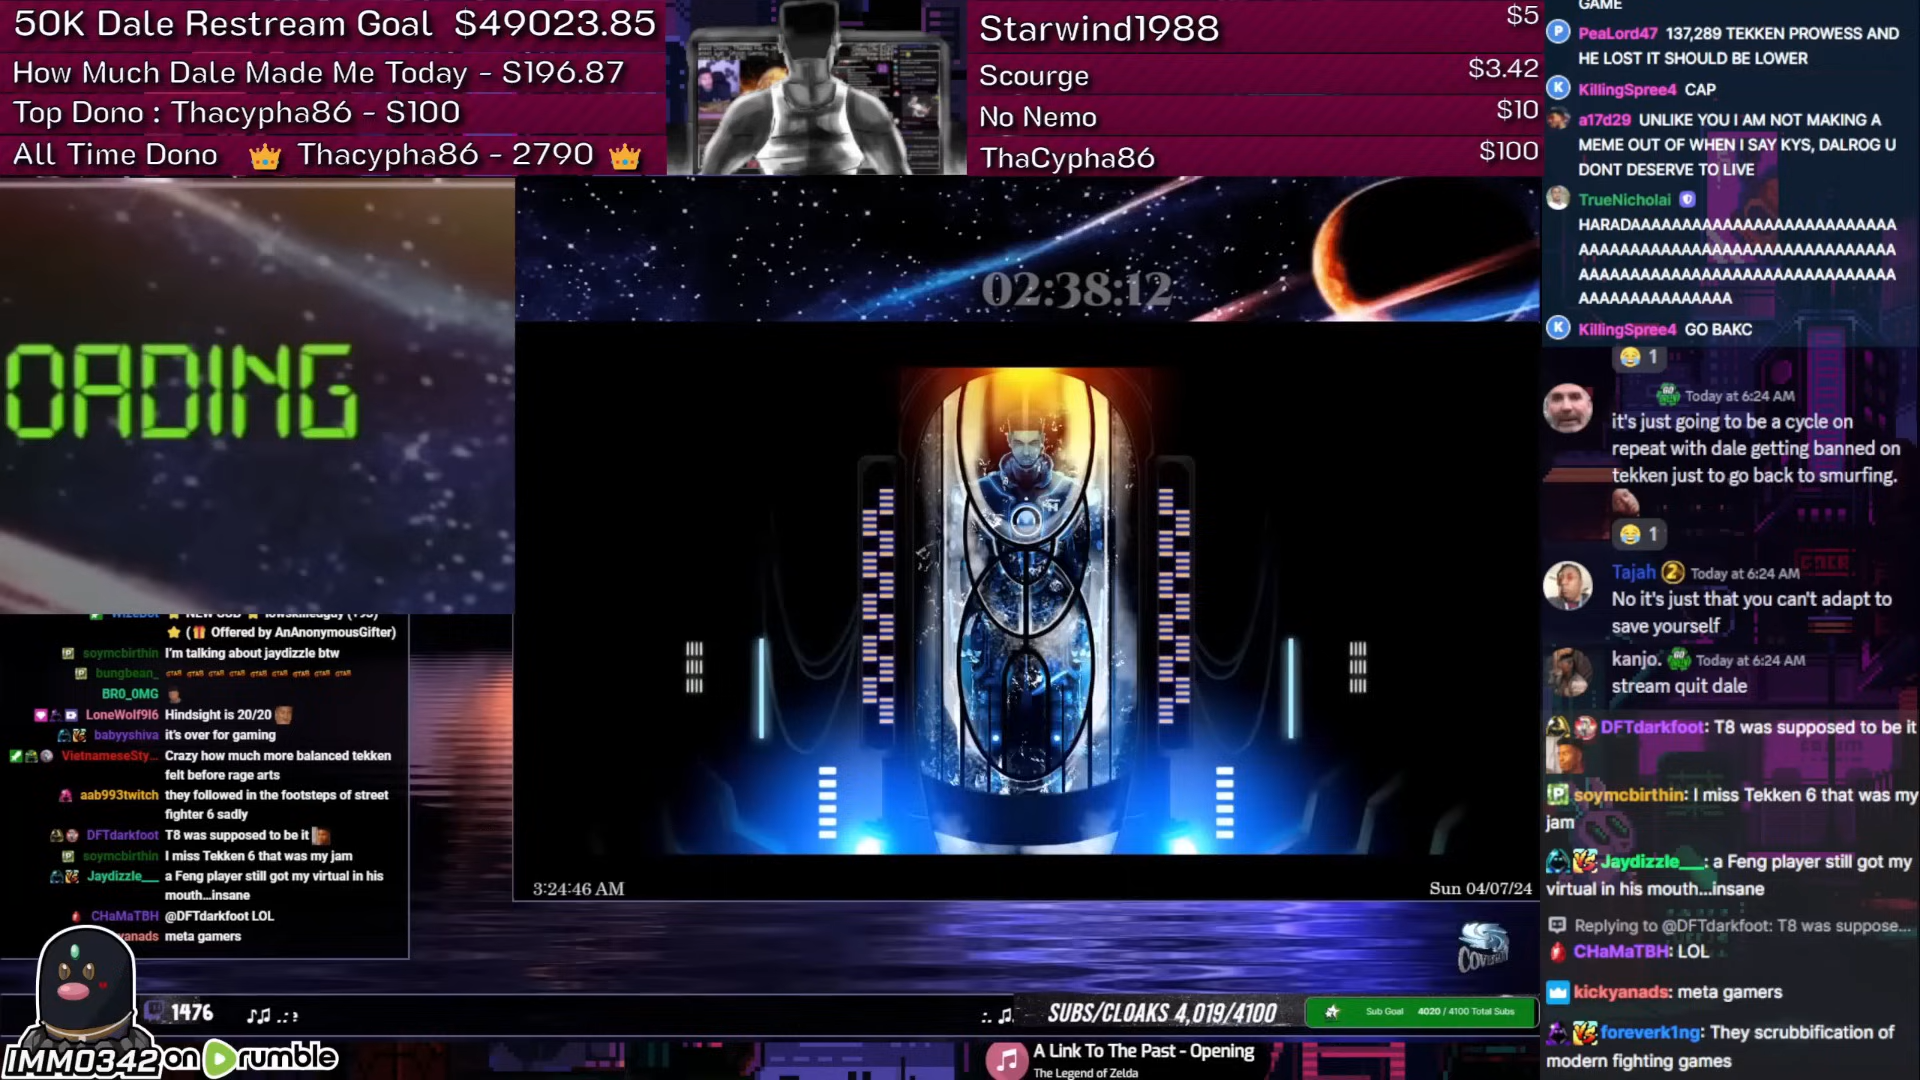 50K Dale Restream Goal $49023.85
How Much Dale Made Me Today - S196.87
Top Dono : Thacypha86 - S100
All Time Dono 👑 Thacypha86 - 2790 👑
Starwind1988 $5
Scourge $3.42
No Nemo $10
ThaCypha86 $100
GAME
PeaLord47 137,289 TEKKEN PROWESS AND
HE LOST IT SHOULD BE LOWER
KillingSpree4 CAP
a17d29 UNLIKE YOU I AM NOT MAKING A
MEME OUT OF WHEN I SAY KYS, DALROG U
DONT DESERVE TO LIVE
TrueNicholai
HARADAAAAAAAAAAAAAAAAAAAAAAAAA
AAAAAAAAAAAAAAAAAAAAAAAAAAAAAA
AAAAAAAAAAAAAAAAAAAAAAAAAAAAAA
AAAAAAAAAAAAAA
KillingSpree4 GO BAKC
😂 1
Today at 6:24 AM
it's just going to be a cycle on
repeat with dale getting banned on
tekken just to go back to smurfing.
😂 1
Tajah 2 Today at 6:24 AM
No it's just that you can't adapt to
save yourself
kanjo. Today at 6:24 AM
stream quit dale
DFTdarkfoot: T8 was supposed to be it
soymcbirthin: I miss Tekken 6 that was my
jam
Jaydizzle___: a Feng player still got my
virtual in his mouth...insane
Replying to @DFTdarkfoot: T8 was suppose...
CHaMaTBH: LOL
kickyanads: meta gamers
foreverk1ng: They scrubbification of
modern fighting games
OADING
02:38:12
3:24:46 AM
Sun 04/07/24
(🎁 Offered by AnAnonymousGifter)
soymcbirthin I'm talking about jaydizzle btw
bungbean_
BR0_0MG
LoneWolf9I6 Hindsight is 20/20
babyyshiva it's over for gaming
VietnameseSty... Crazy how much more balanced tekken
felt before rage arts
aab993twitch they followed in the footsteps of street
fighter 6 sadly
DFTdarkfoot T8 was supposed to be it
soymcbirthin I miss Tekken 6 that was my jam
Jaydizzle___ a Feng player still got my virtual in his
mouth...insane
CHaMaTBH @DFTdarkfoot LOL
yanads meta gamers
1476
SUBS/CLOAKS 4,019/4100
Sub Goal 4020 / 4100 Total Subs
IMMO342 on rumble
A Link To The Past - Opening
The Legend of Zelda